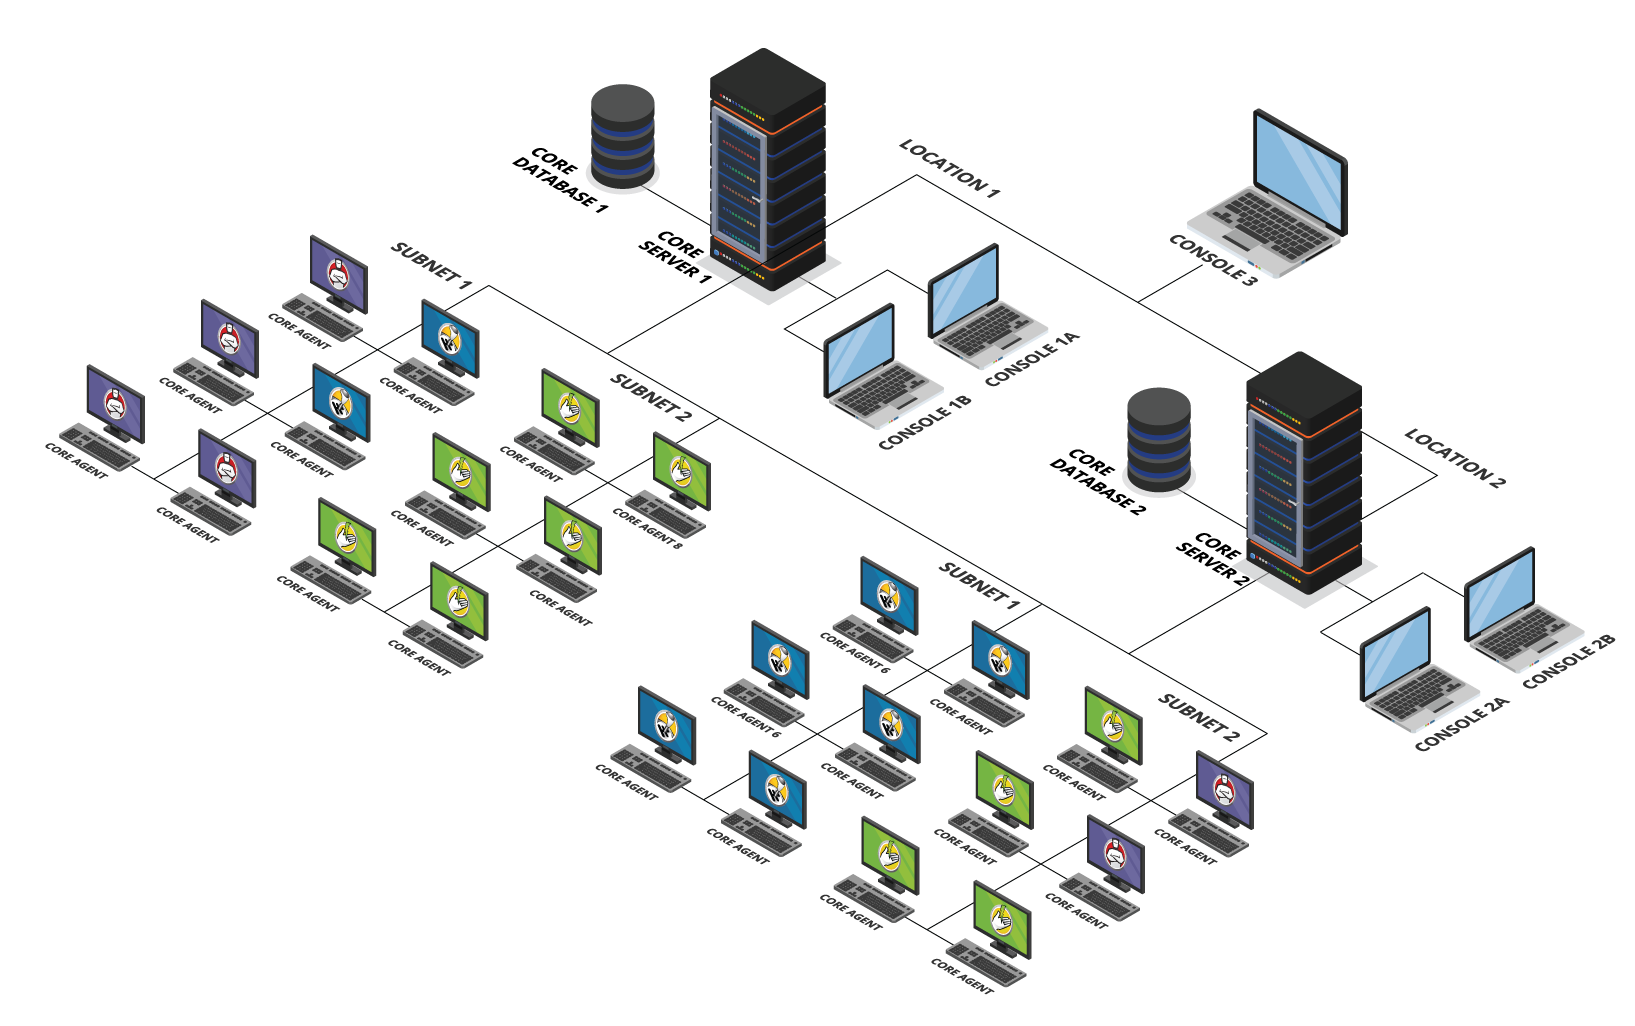 LOCATION 1
CORE
DATABASE 1
CORE
SERVER 1
CONSOLE 3
SUBNET 1
CORE AGENT
CORE AGENT
CORE AGENT
CORE AGENT
CORE AGENT
CORE AGENT
CONSOLE 1A
CONSOLE 1B
SUBNET 2
CORE AGENT
CORE AGENT 8
CORE AGENT
CORE AGENT
CORE AGENT
CORE AGENT
LOCATION 2
CORE
DATABASE 2
CORE
SERVER 2
CONSOLE 2B
CONSOLE 2A
SUBNET 1
CORE AGENT 6
CORE AGENT
CORE AGENT 6
CORE AGENT
CORE AGENT
CORE AGENT
SUBNET 2
CORE AGENT
CORE AGENT
CORE AGENT
CORE AGENT
CORE AGENT
CORE AGENT